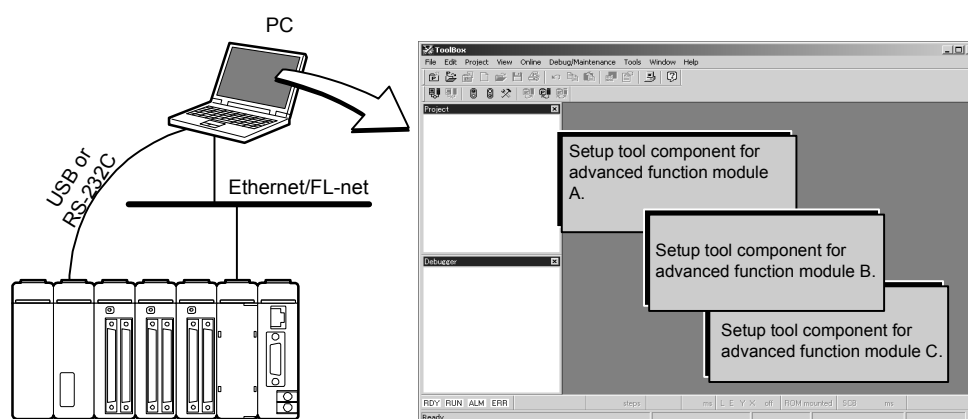 PC
USB or
RS-232C
Ethernet/FL-net
ToolBox
File Edit Project View Online Debug/Maintenance Tools Window Help
Project
Setup tool component for
advanced function module
A.
Setup tool component for
advanced function module B.
Setup tool component for
advanced function module C.
Debugger
RDY RUN ALM ERR steps ms L E Y X off ROM mounted SCB ms
Ready